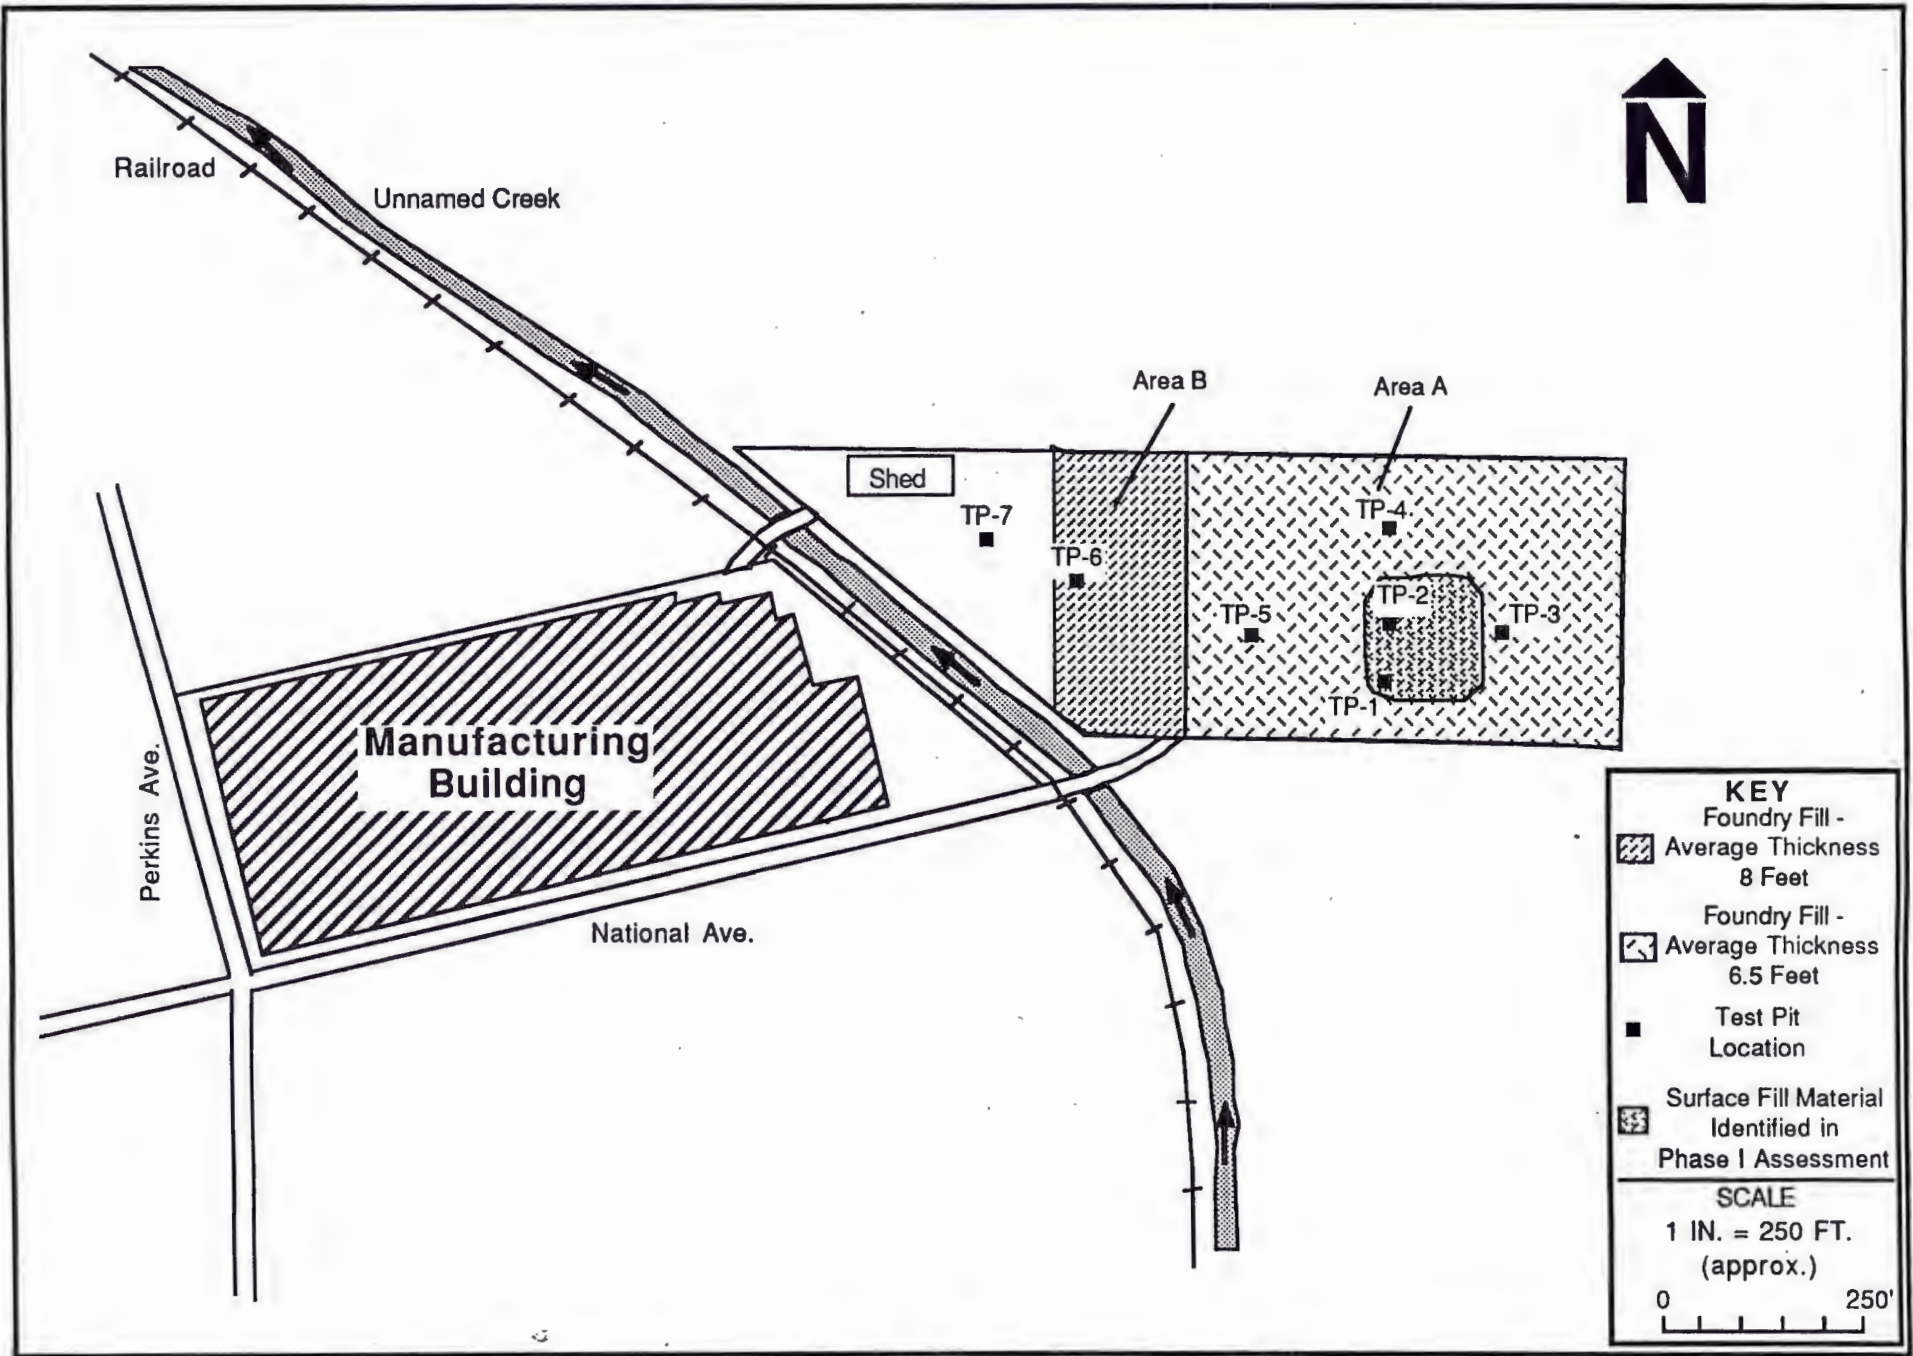 N
Railroad
Unnamed Creek
Area B
Area A
Shed
TP-7
TP-4
TP-6
TP-2
TP-5
TP-3
TP-1
Manufacturing
Building
Perkins Ave.
National Ave.
KEY
Foundry Fill -
Average Thickness
8 Feet
Foundry Fill -
Average Thickness
6.5 Feet
Test Pit
Location
Surface Fill Material
Identified in
Phase I Assessment
SCALE
1 IN. = 250 FT.
(approx.)
0 250'